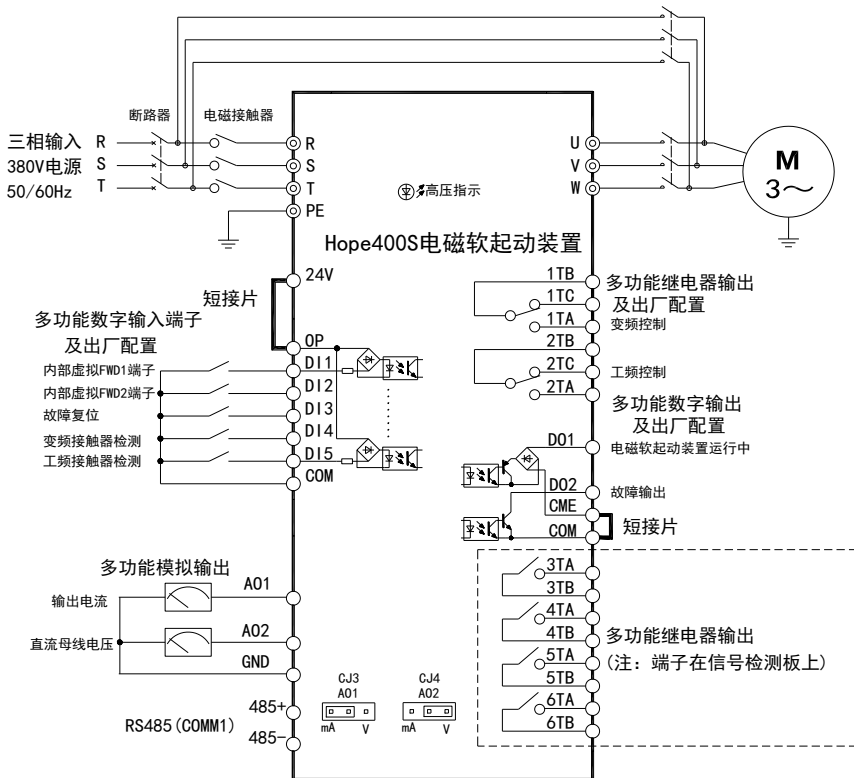 断路器
电磁接触器
三相输入 R
380V电源 S
50/60Hz T
R
S
T
PE
U
V
W
M
3～
高压指示
Hope400S电磁软起动装置
24V
短接片
多功能数字输入端子
及出厂配置
OP
内部虚拟FWD1端子 DI1
内部虚拟FWD2端子 DI2
故障复位 DI3
变频接触器检测 DI4
工频接触器检测 DI5
COM
1TB
1TC
1TA
多功能继电器输出
及出厂配置
变频控制
2TB
2TC
2TA
工频控制
多功能数字输出
及出厂配置
DO1 电磁软起动装置运行中
DO2 故障输出
CME
COM
短接片
多功能模拟输出
输出电流 AO1
直流母线电压 AO2
GND
RS485(COMM1)
485+
485-
CJ3
AO1
mA V
CJ4
AO2
mA V
3TA
3TB
4TA
4TB
5TA
5TB
6TA
6TB
多功能继电器输出
(注：端子在信号检测板上)